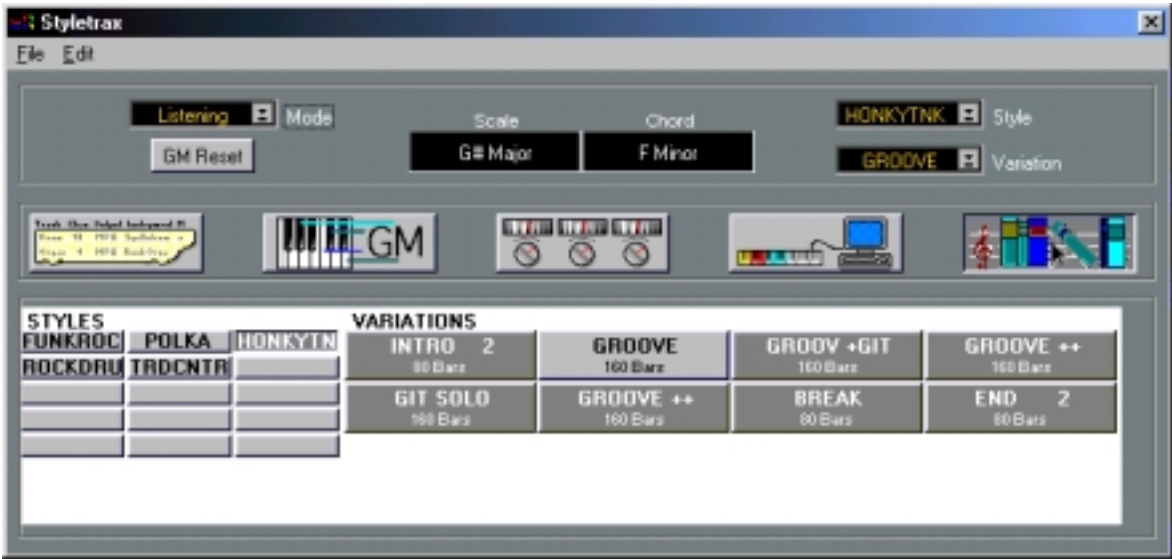 Styletrax
File Edit
Listening Mode
GM Reset
Scale
G# Major
Chord
F Minor
HONKYTNK Style
GROOVE Variation
GM
STYLES
FUNKROC POLKA HONKYTN
ROCKDRU TRDCNTR
VARIATIONS
INTRO 2
80 Bars
GROOVE
160 Bars
GROOV +GIT
160 Bars
GROOVE ++
160 Bars
GIT SOLO
160 Bars
GROOVE ++
160 Bars
BREAK
80 Bars
END 2
80 Bars